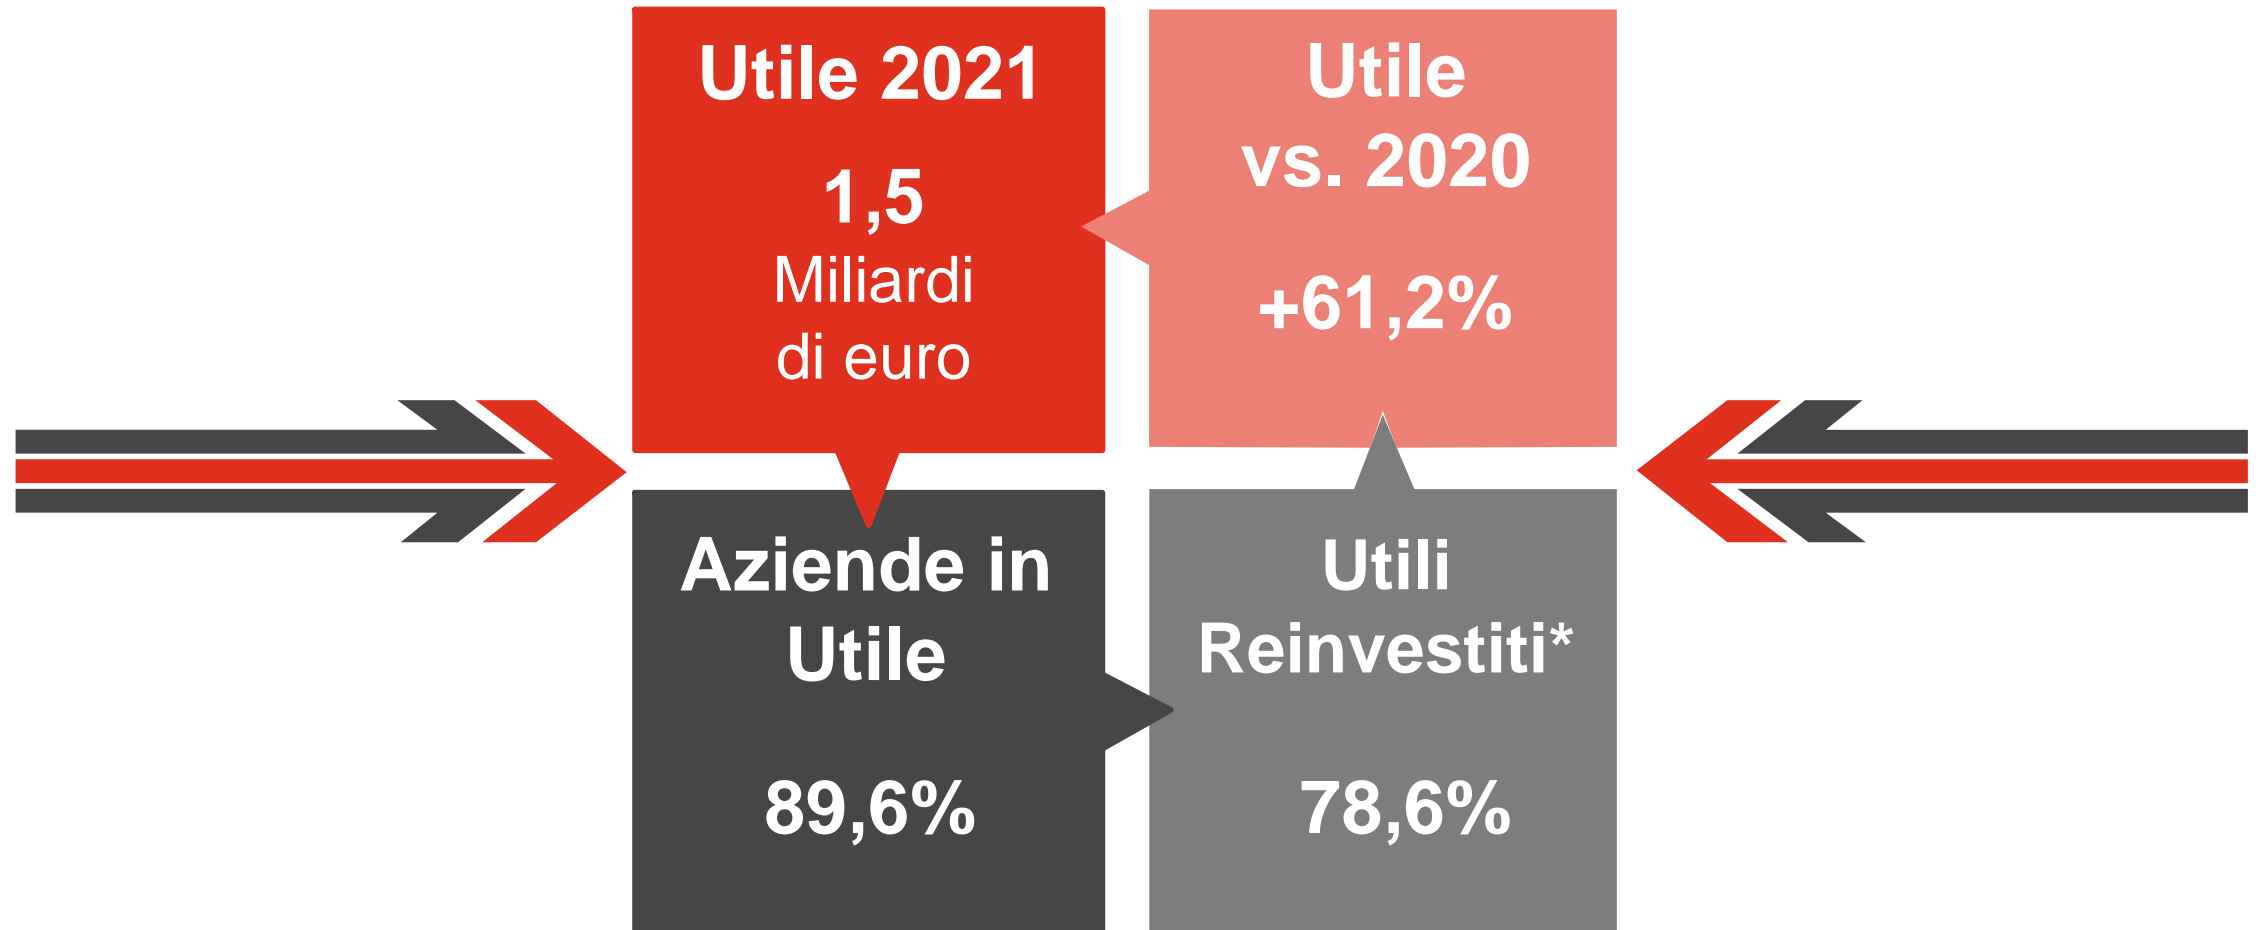 Utile 2021
1,5
Miliardi
di euro
Utile
vs. 2020
+61,2%
Aziende in
Utile
89,6%
Utili
Reinvestiti*
78,6%